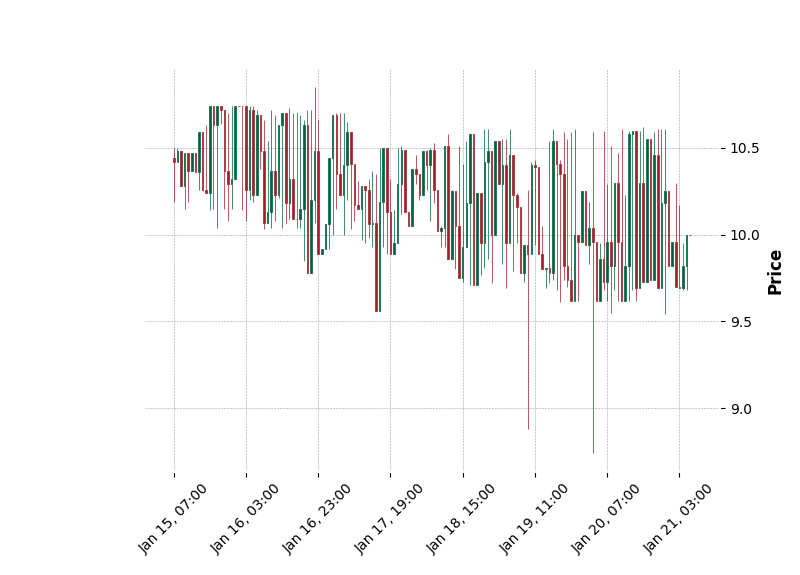 10.5
10.0
9.5
9.0
Price
Jan 15, 07:00
Jan 16, 03:00
Jan 16, 23:00
Jan 17, 19:00
Jan 18, 15:00
Jan 19, 11:00
Jan 20, 07:00
Jan 21, 03:00